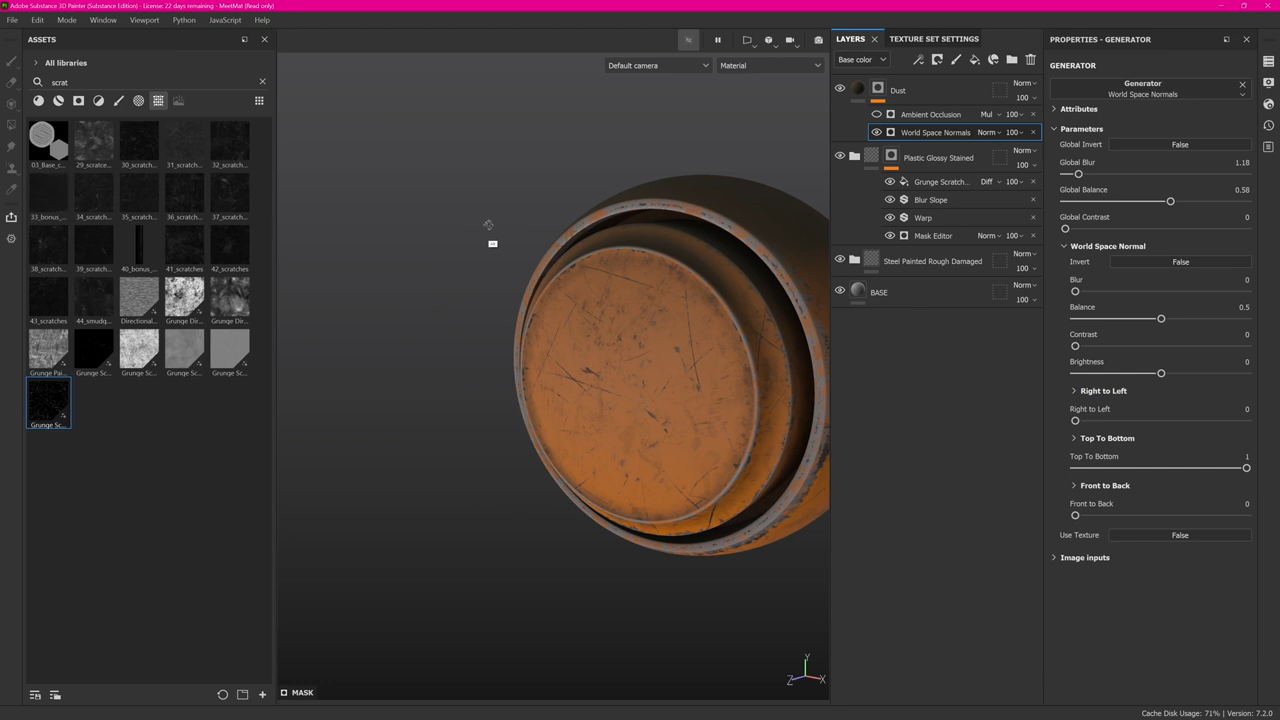 Adobe Substance 3D Painter (Substance Edition) - License: 22 days remaining - MeetMat (Read only)
File Edit Mode Window Viewport Python JavaScript Help
ASSETS
All libraries
scrat
03_Base_c... 29_scratce... 30_scratch... 31_scratch... 32_scratch...
33_bonus_... 34_scratch... 35_scratch... 36_scratch... 37_scratch...
38_scratch... 39_scratch... 40_bonus_... 41_scratches 42_scratches
43_scratches 44_smudg... Directional... Grunge Dir... Grunge Dir...
Grunge Pai... Grunge Sc... Grunge Sc... Grunge Sc... Grunge Sc...
Grunge Sc...
Default camera
Material
MASK
Y
Z
X
LAYERS
TEXTURE SET SETTINGS
Base color
Dust Norm 100
Ambient Occlusion Mul 100
World Space Normals Norm 100
Plastic Glossy Stained Norm 100
Grunge Scratch... Diff 100
Blur Slope
Warp
Mask Editor Norm 100
Steel Painted Rough Damaged Norm 100
BASE Norm 100
PROPERTIES - GENERATOR
GENERATOR
Generator
World Space Normals
Attributes
Parameters
Global Invert False
Global Blur 1.18
Global Balance 0.58
Global Contrast 0
World Space Normal
Invert False
Blur 0
Balance 0.5
Contrast 0
Brightness 0
Right to Left
Right to Left 0
Top To Bottom
Top To Bottom 1
Front to Back
Front to Back 0
Use Texture False
Image inputs
Cache Disk Usage: 71% | Version: 7.2.0